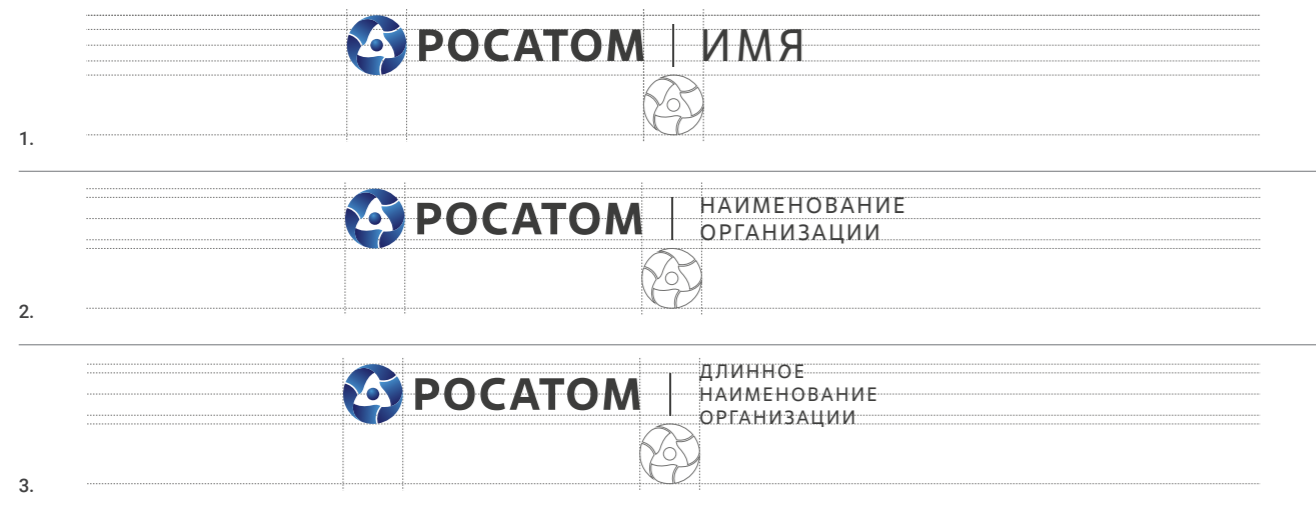 РОСАТОМ | ИМЯ
1.
РОСАТОМ | НАИМЕНОВАНИЕ
ОРГАНИЗАЦИИ
2.
ДЛИННОЕ
РОСАТОМ | НАИМЕНОВАНИЕ
ОРГАНИЗАЦИИ
3.